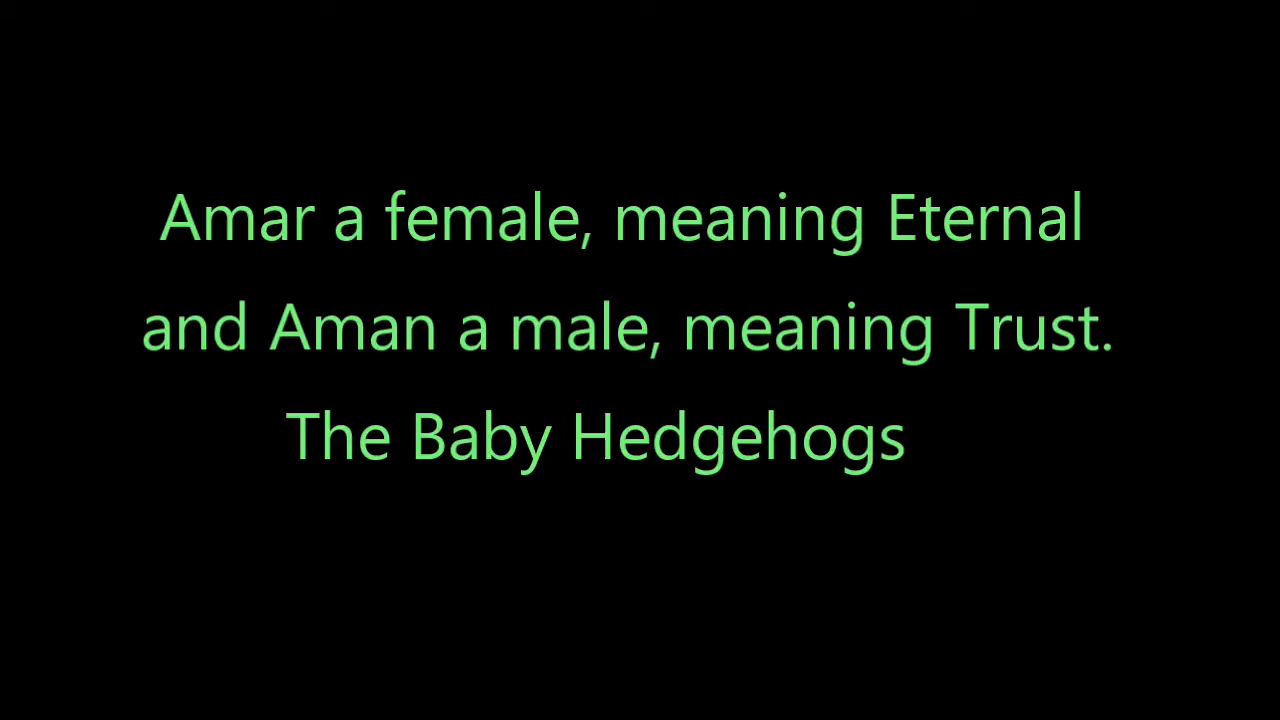 Amar a female, meaning Eternal
and Aman a male, meaning Trust.
The Baby Hedgehogs